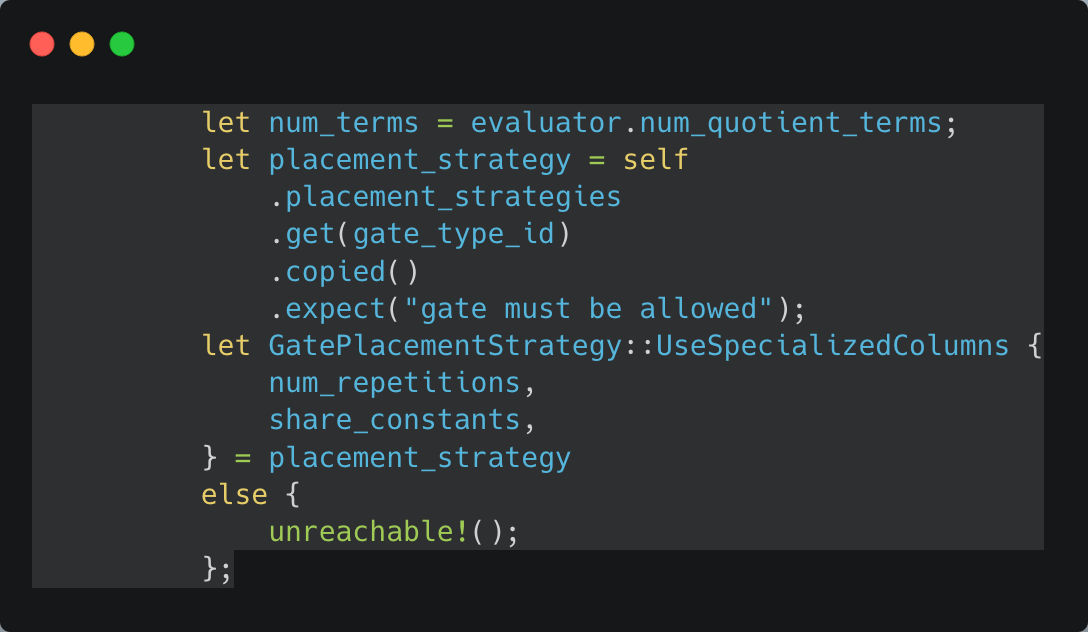 let num_terms = evaluator.num_quotient_terms;
let placement_strategy = self
    .placement_strategies
    .get(gate_type_id)
    .copied()
    .expect("gate must be allowed");
let GatePlacementStrategy::UseSpecializedColumns {
    num_repetitions,
    share_constants,
} = placement_strategy
else {
    unreachable!();
};